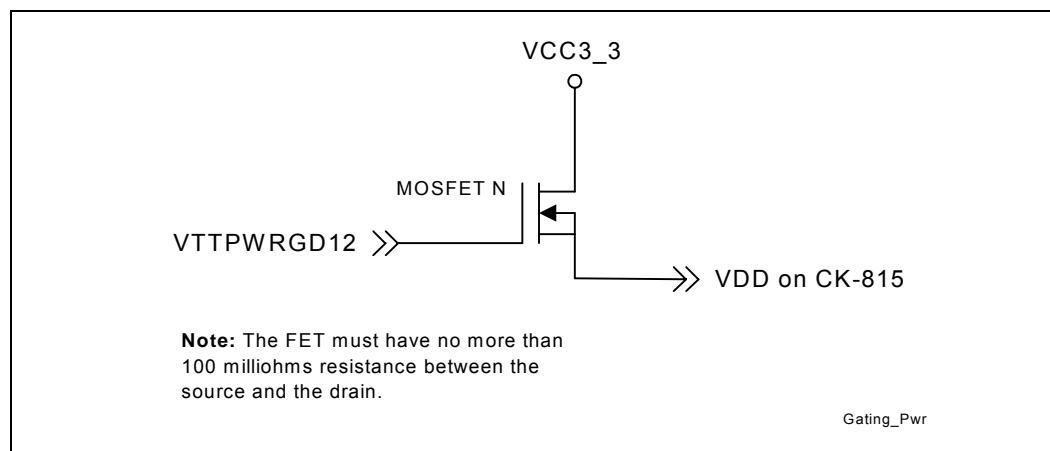 VCC3_3
MOSFET N
VTTPWRGD12
VDD on CK-815
Note: The FET must have no more than
100 milliohms resistance between the
source and the drain.
Gating_Pwr